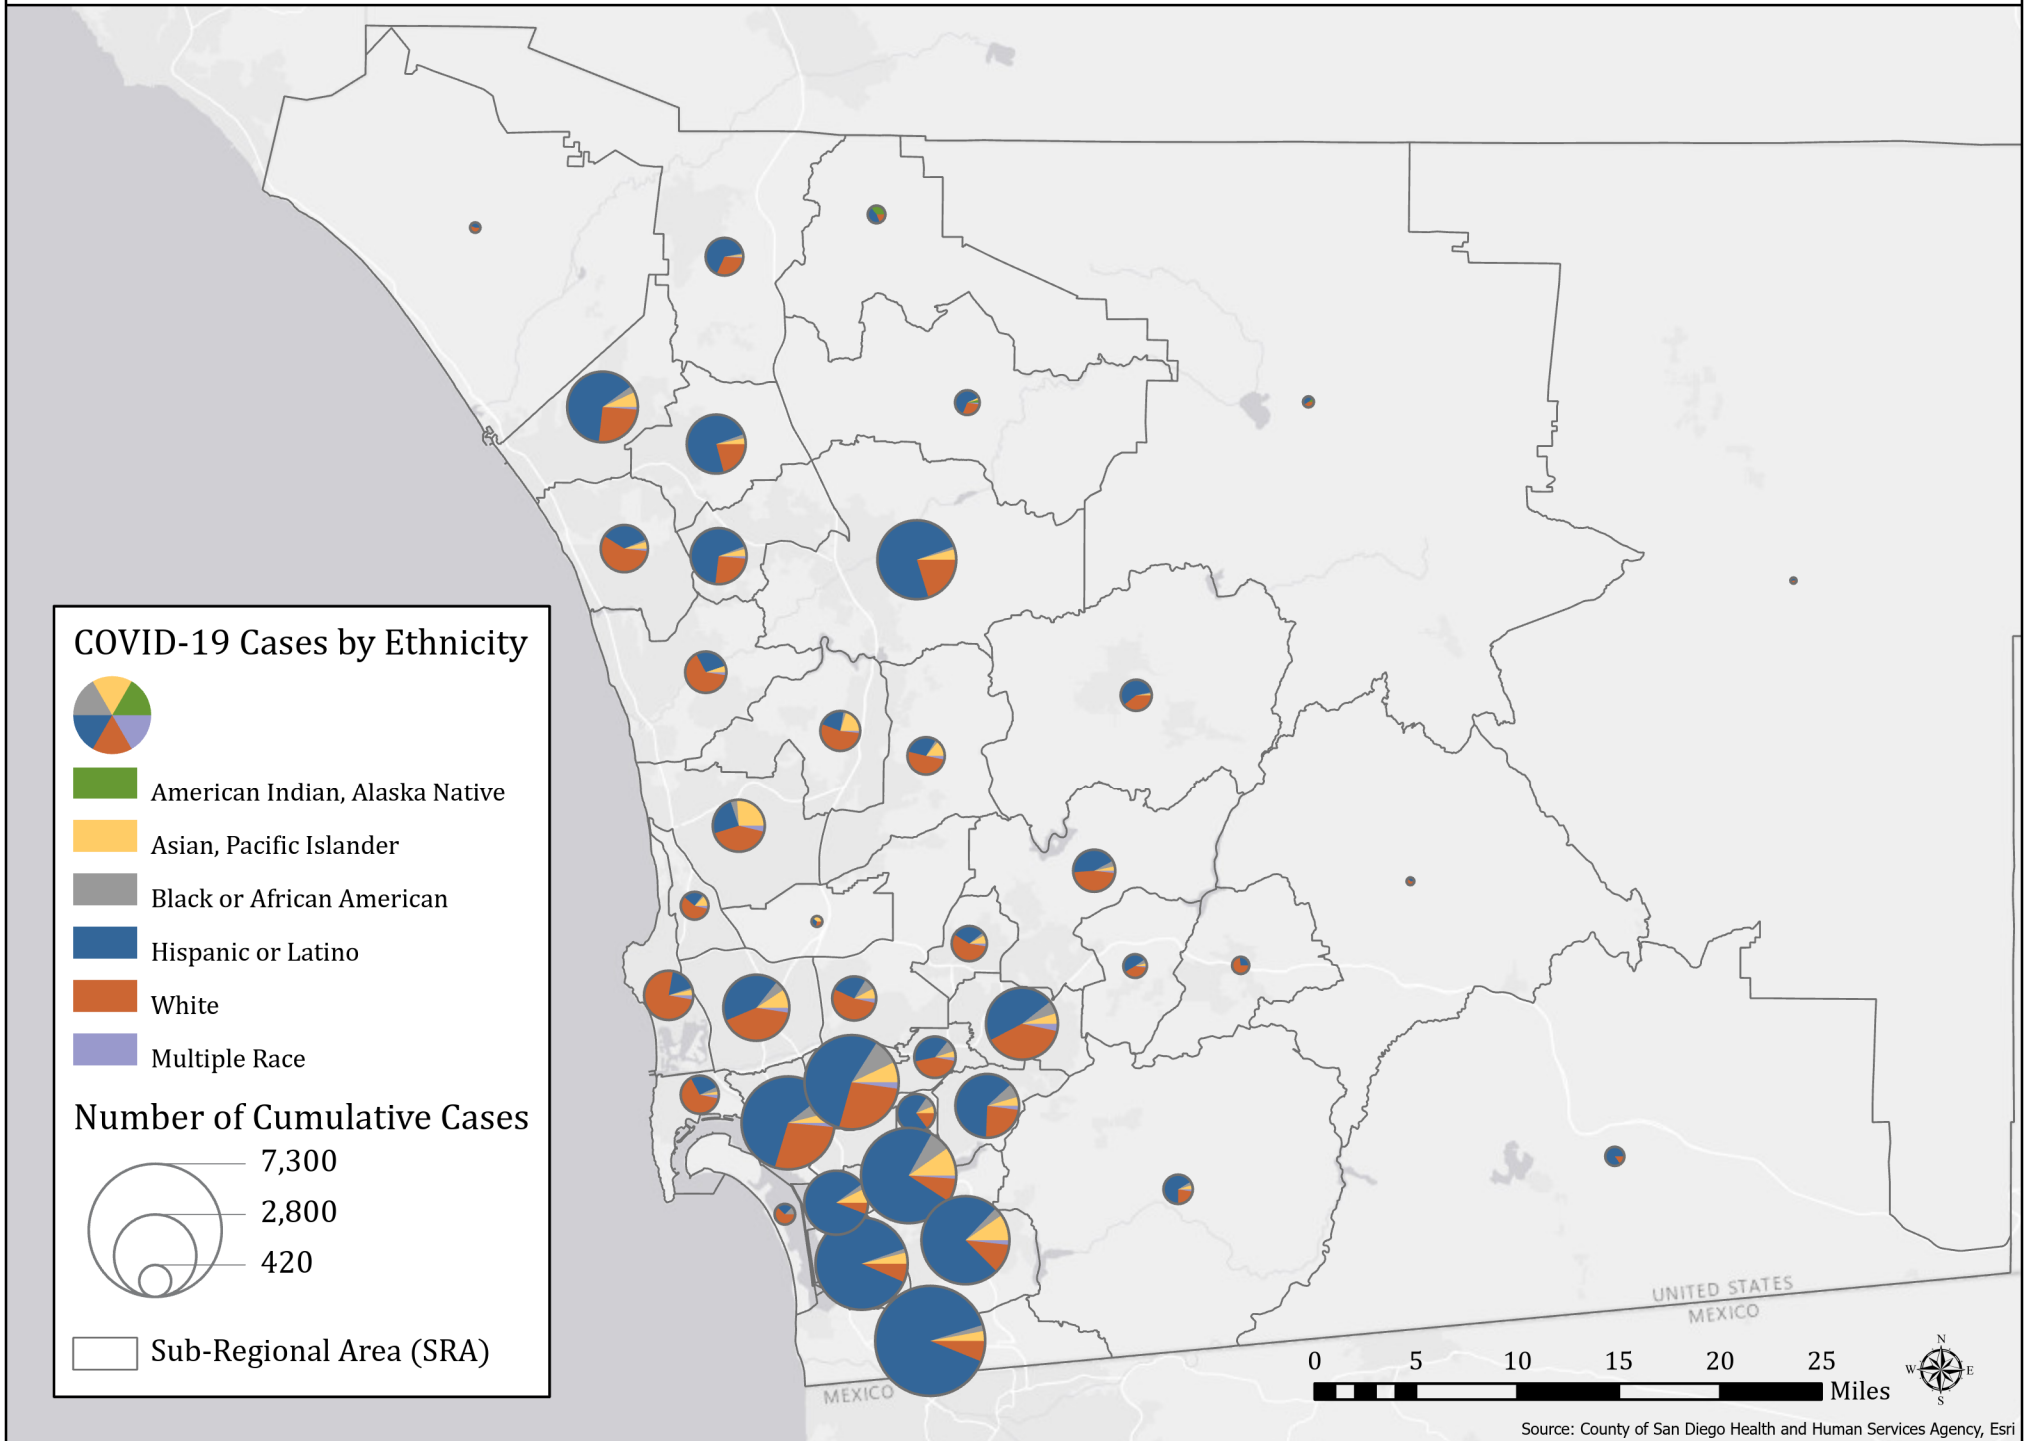 COVID-19 Cases by Ethnicity
American Indian, Alaska Native
Asian, Pacific Islander
Black or African American
Hispanic or Latino
White
Multiple Race
Number of Cumulative Cases
7,300
2,800
420
Sub-Regional Area (SRA)
UNITED STATES
MEXICO
MEXICO
0 5 10 15 20 25
Miles
N
W E
S
Source: County of San Diego Health and Human Services Agency, Esri